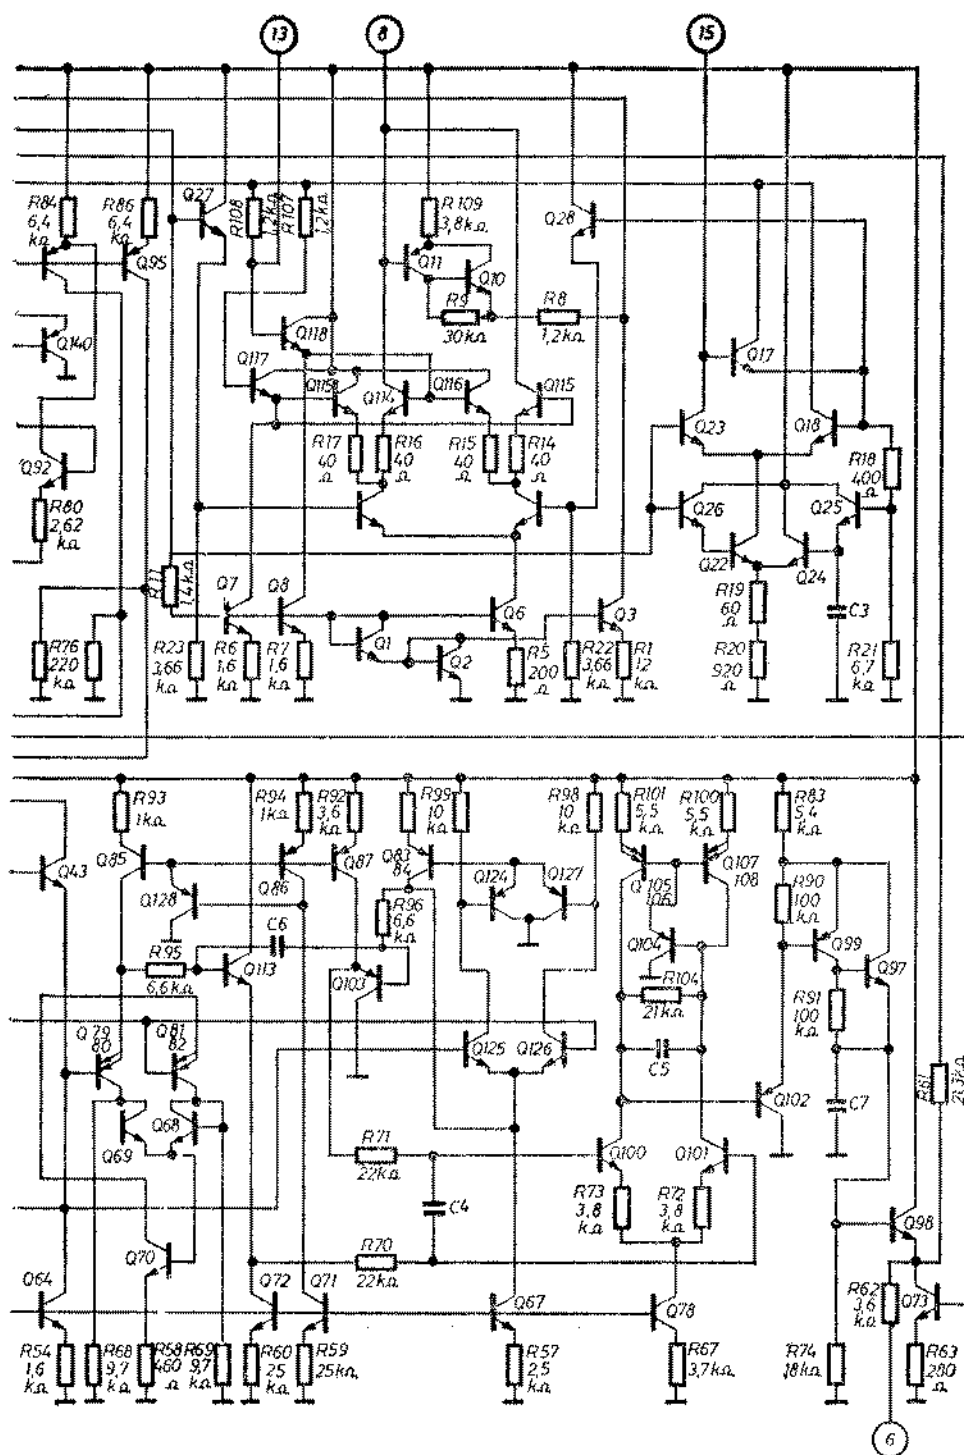 13
8
15
R84
6,4
kΩ
R86
6,4
kΩ
Q27
R108
1,2kΩ
R107
1,2kΩ
R109
3,8kΩ
Q28
Q95
Q11
Q10
R9
30kΩ
R8
1,2kΩ
Q140
Q118
Q17
Q117
Q115
Q114
Q116
Q115
Q23
Q18
R17
40
Ω
R16
40
Ω
R15
40
Ω
R14
40
Ω
R18
400
Ω
Q92
R80
2,62
kΩ
Q26
Q25
Q22
Q24
R11
1,4kΩ
Q7
Q8
Q6
Q3
R19
60
Ω
C3
R76
220
kΩ
R23
3,66
kΩ
R6
1,6
kΩ
R7
1,6
kΩ
Q1
Q2
R5
200
Ω
R22
3,66
kΩ
R1
12
kΩ
R20
920
Ω
R21
6,7
kΩ
R93
1kΩ
R94
1kΩ
R92
3,6
kΩ
R99
10
kΩ
R98
10
kΩ
R101
5,5
kΩ
R100
5,5
kΩ
R83
5,4
kΩ
Q43
Q85
Q86
Q87
Q83
84
Q124
Q127
Q105
106
Q107
108
Q128
R90
100
kΩ
R96
6,6
kΩ
C6
R95
6,6kΩ
Q113
Q103
Q104
R104
21kΩ
Q99
Q97
R91
100
kΩ
Q79
80
Q81
82
Q125
Q126
C5
Q102
C7
R61
21,3kΩ
Q69
Q68
R71
22kΩ
Q100
Q101
C4
R73
3,8
kΩ
R72
3,8
kΩ
Q98
Q70
R70
22kΩ
Q64
Q72
Q71
Q67
Q78
R62
3,6
kΩ
Q73
R54
1,6
kΩ
R68
9,7
kΩ
R58
460
Ω
R69
9,7
kΩ
R60
25
kΩ
R59
25kΩ
R57
2,5
kΩ
R67
3,7kΩ
R74
18kΩ
R63
280
Ω
6